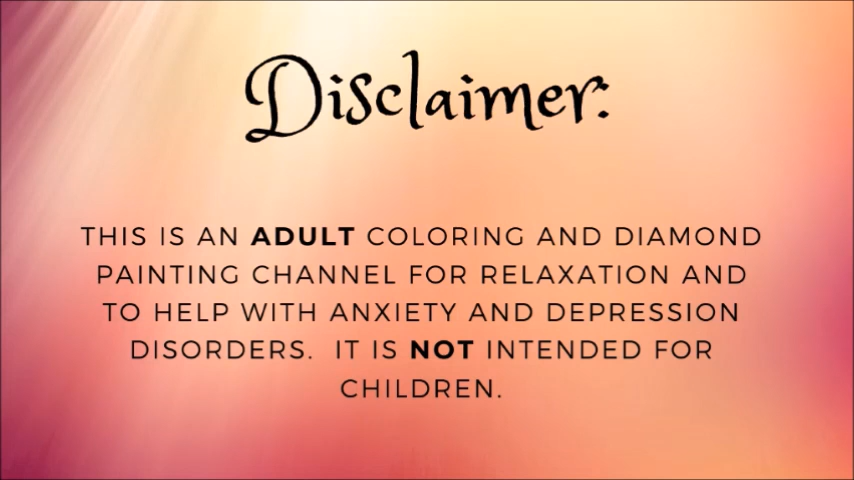 Disclaimer:
THIS IS AN ADULT COLORING AND DIAMOND
PAINTING CHANNEL FOR RELAXATION AND
TO HELP WITH ANXIETY AND DEPRESSION
DISORDERS.  IT IS NOT INTENDED FOR
CHILDREN.